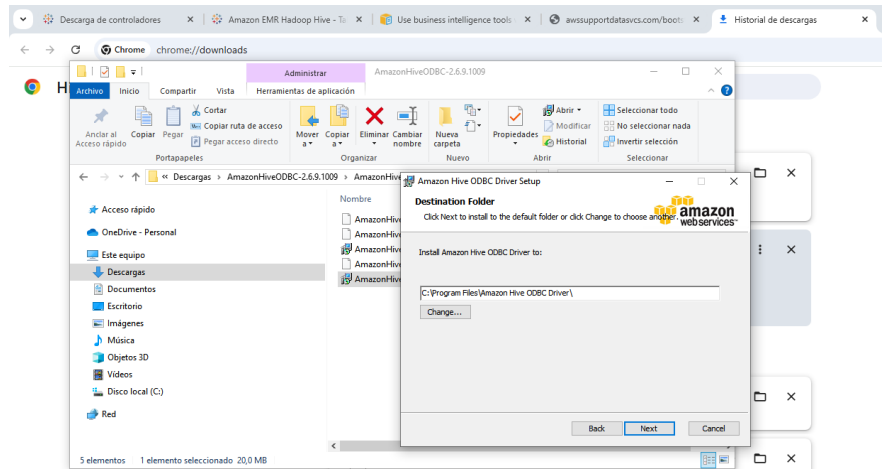 Descarga de controladores
Amazon EMR Hadoop Hive - Ta
Use business intelligence tools
awssupportdatasvcs.com/boots
Historial de descargas
Chrome
chrome://downloads
H
Administrar
AmazonHiveODBC-2.6.9.1009
Archivo
Inicio
Compartir
Vista
Herramientas de aplicación
Anclar al
Acceso rápido
Copiar
Pegar
Cortar
Copiar ruta de acceso
Pegar acceso directo
Portapapeles
Mover
a
Copiar
a
Eliminar
Cambiar
nombre
Organizar
Nueva
carpeta
Nuevo
Propiedades
Abrir
Modificar
Historial
Abrir
Seleccionar todo
No seleccionar nada
Invertir selección
Seleccionar
« Descargas > AmazonHiveODBC-2.6.9.1009 > AmazonHive
Acceso rápido
OneDrive - Personal
Este equipo
Descargas
Documentos
Escritorio
Imágenes
Música
Objetos 3D
Vídeos
Disco local (C:)
Red
Nombre
AmazonHive
AmazonHive
AmazonHive
AmazonHive
AmazonHive
5 elementos
1 elemento seleccionado 20,0 MB
Amazon Hive ODBC Driver Setup
Destination Folder
Click Next to install to the default folder or click Change to choose another.
amazon
webservices™
Install Amazon Hive ODBC Driver to:
C:\Program Files\Amazon Hive ODBC Driver\
Change...
Back
Next
Cancel